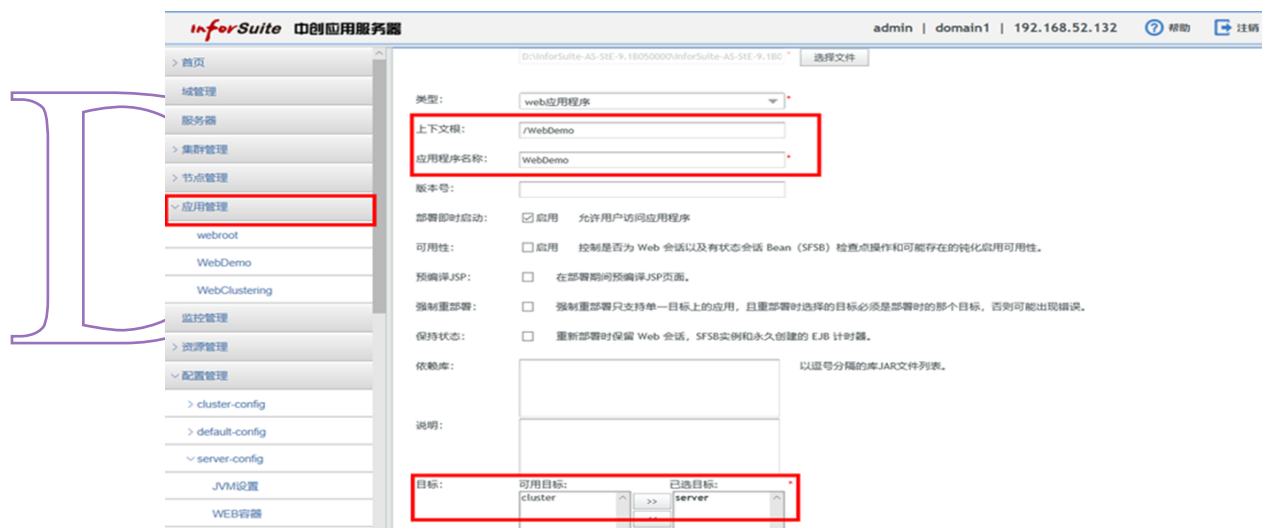 InforSuite 中创应用服务器
admin | domain1 | 192.168.52.132 帮助 注销
首页
域管理
服务器
集群管理
节点管理
应用管理
webroot
WebDemo
WebClustering
监控管理
资源管理
配置管理
cluster-config
default-config
server-config
JVM设置
WEB容器
D:\InforSuite-AS-StE-9.1B050000\InforSuite-AS-StE-9.1B0 * 选择文件
类型: web应用程序 *
上下文根: /WebDemo
应用程序名称: WebDemo *
版本号:
部署即时启动: 启用 允许用户访问应用程序
可用性: 启用 控制是否为 Web 会话以及有状态会话 Bean（SFSB）检查点操作和可能存在的钝化启用可用性。
预编译JSP: 在部署期间预编译JSP页面。
强制重部署: 强制重部署只支持单一目标上的应用，且重部署时选择的目标必须是部署时的那个目标，否则可能出现错误。
保持状态: 重新部署时保留 Web 会话，SFSB实例和永久创建的 EJB 计时器。
依赖库: 以逗号分隔的库JAR文件列表。
说明:
目标: 可用目标: 已选目标: *
cluster >> server
<<
D